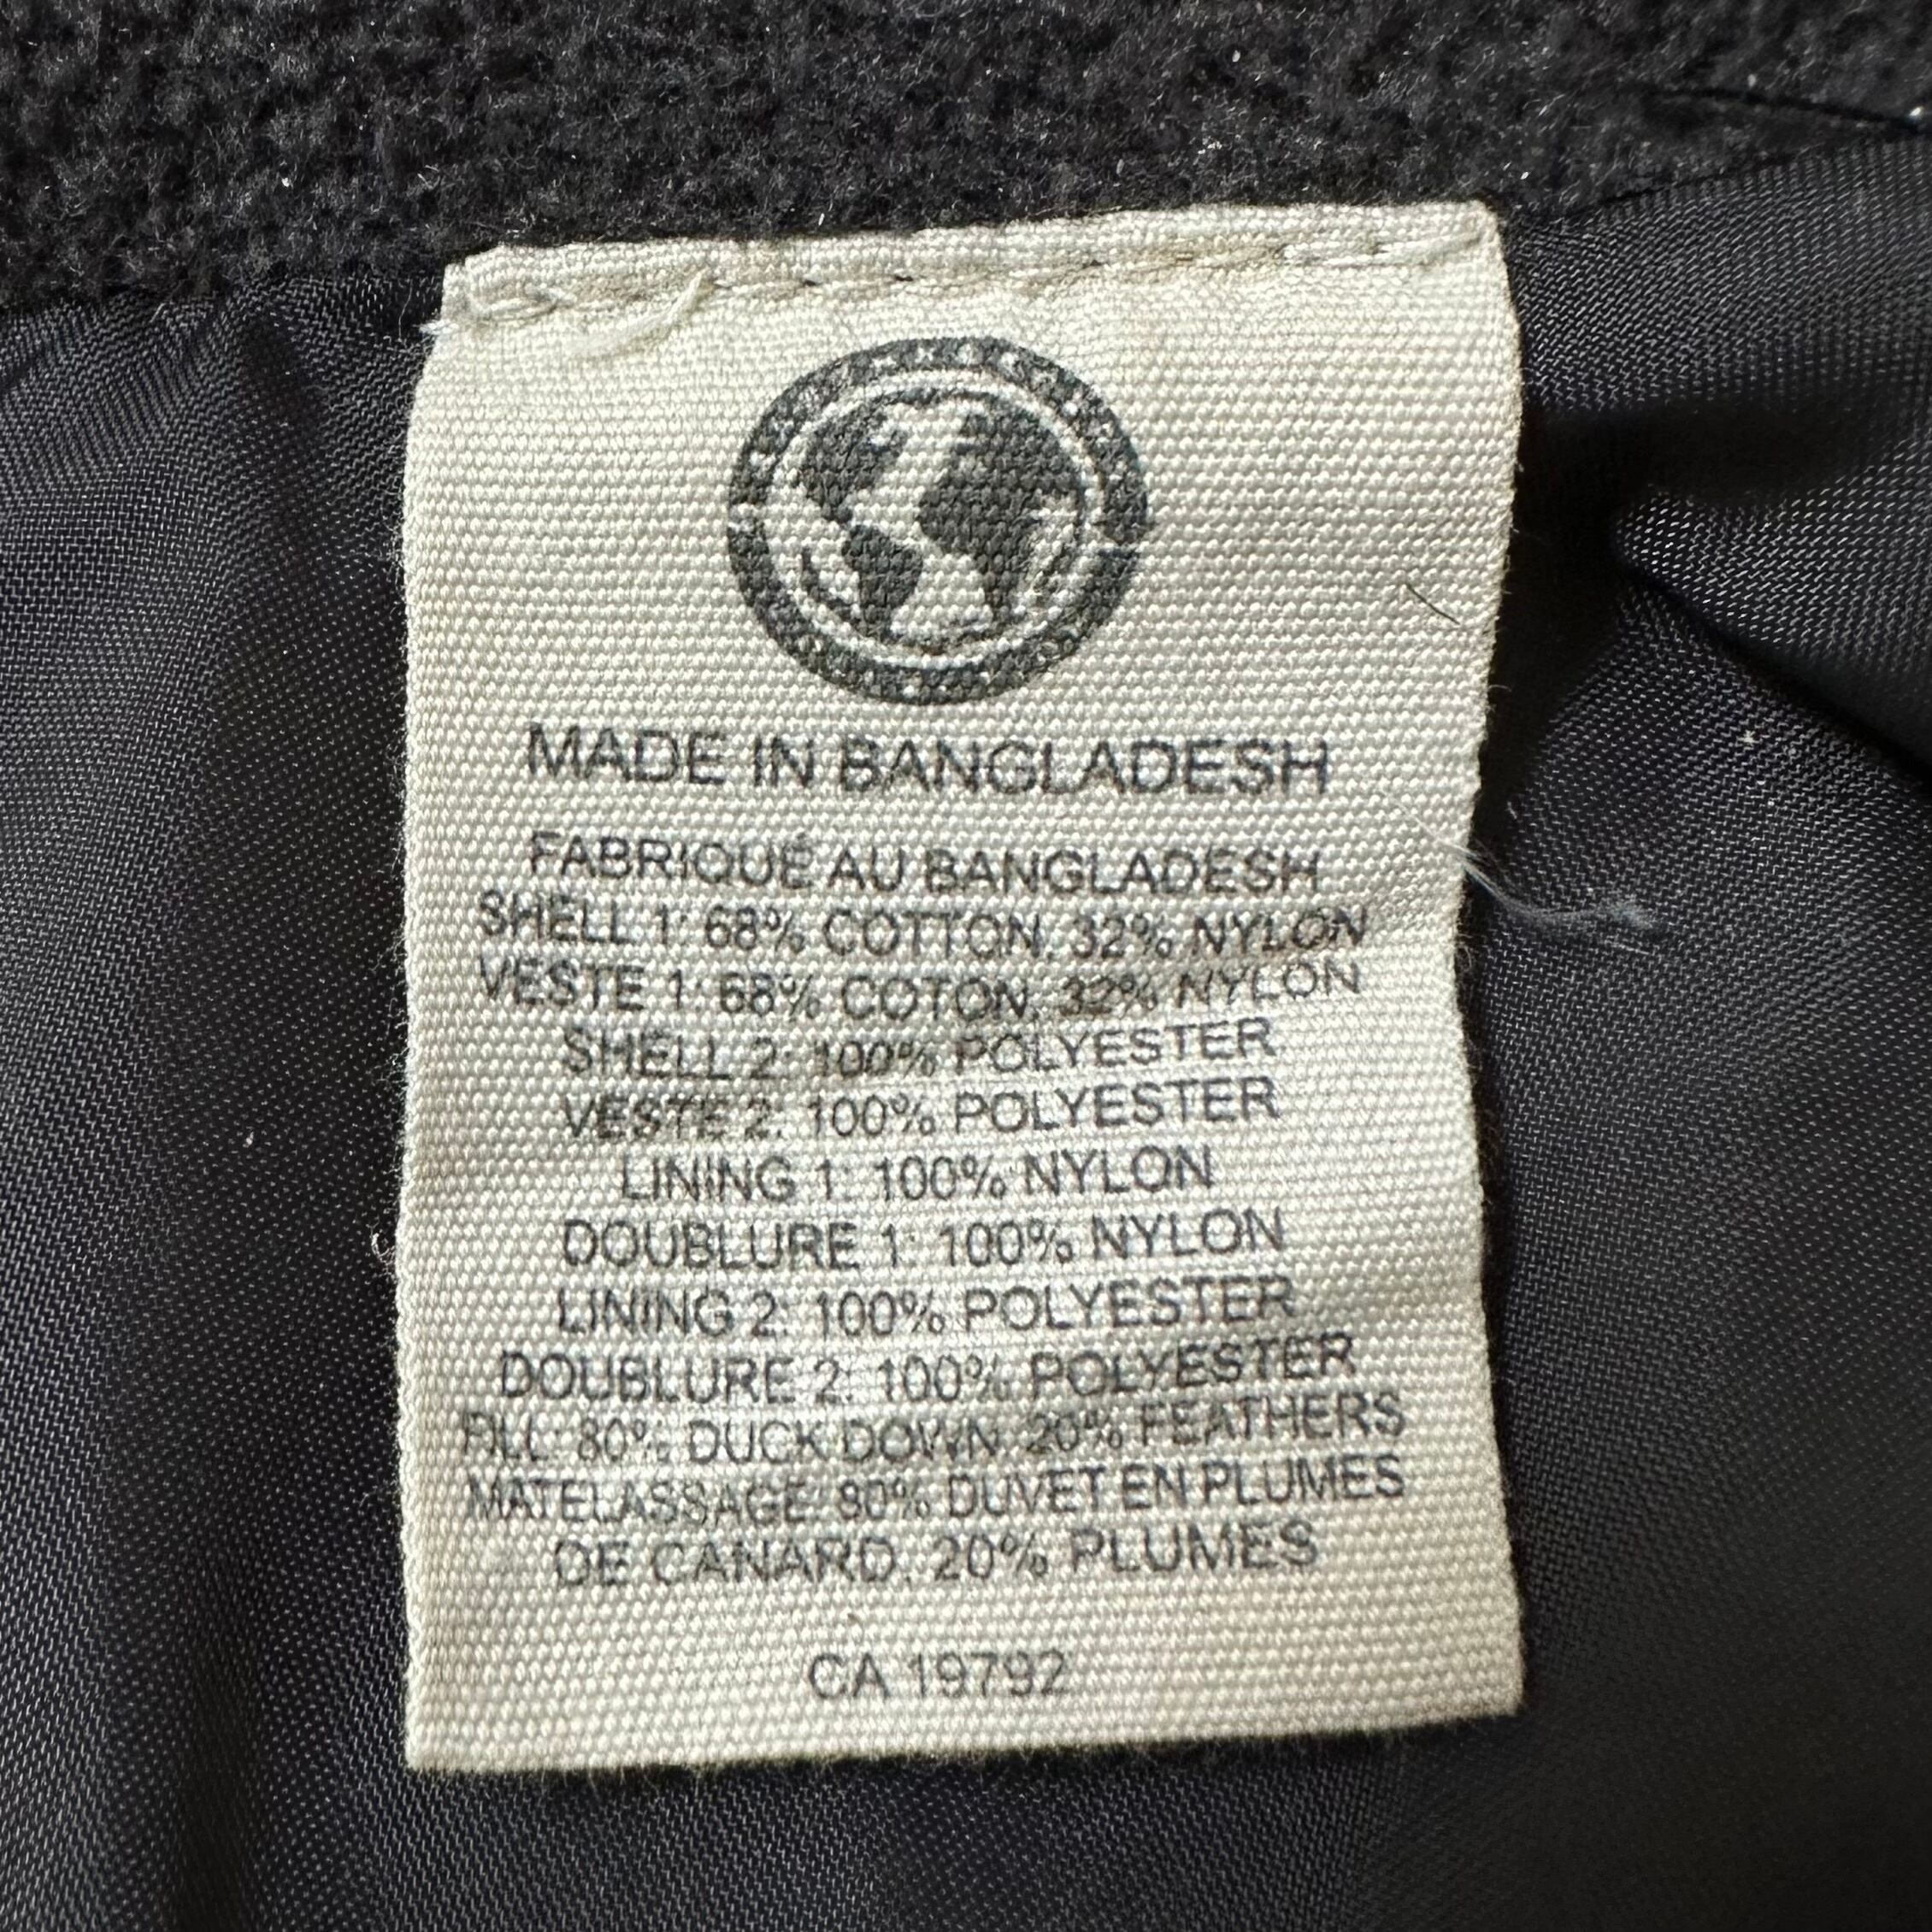 MADE IN BANGLADESH
FABRIQUÉ AU BANGLADESH
SHELL 1: 68% COTTON, 32% NYLON
VESTE 1: 68% COTON, 32% NYLON
SHELL 2: 100% POLYESTER
VESTE 2: 100% POLYESTER
LINING 1: 100% NYLON
DOUBLURE 1: 100% NYLON
LINING 2: 100% POLYESTER
DOUBLURE 2: 100% POLYESTER
FILL: 80% DUCK DOWN, 20% FEATHERS
MATELASSAGE: 80% DUVET EN PLUMES
DE CANARD, 20% PLUMES
CA 19792